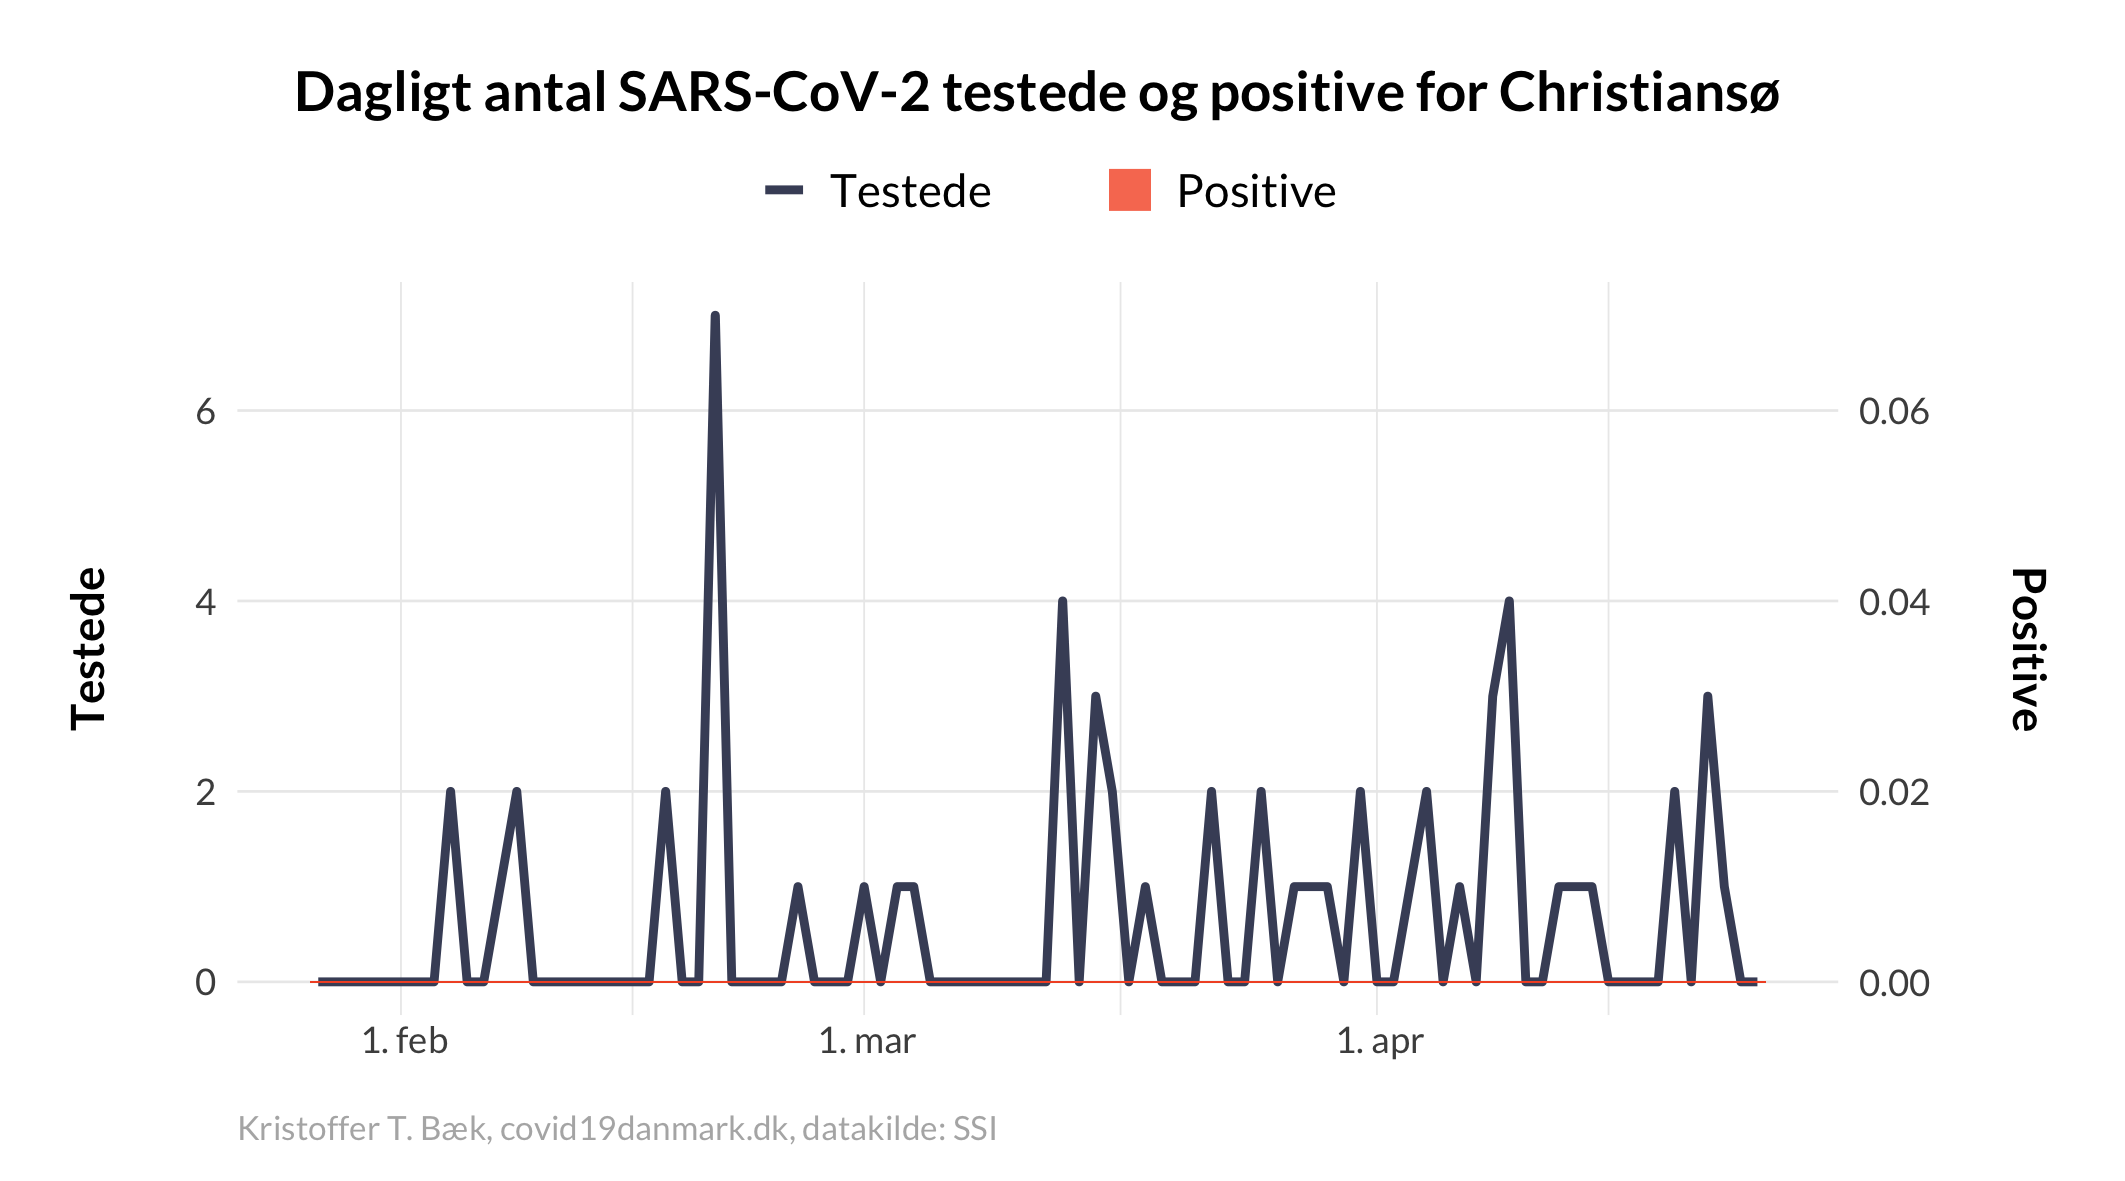 Dagligt antal SARS-CoV-2 testede og positive for Christiansø
Testede
Positive
6
4
2
0
Testede
0.06
0.04
0.02
0.00
Positive
1. feb
1. mar
1. apr
Kristoffer T. Bæk, covid19danmark.dk, datakilde: SSI